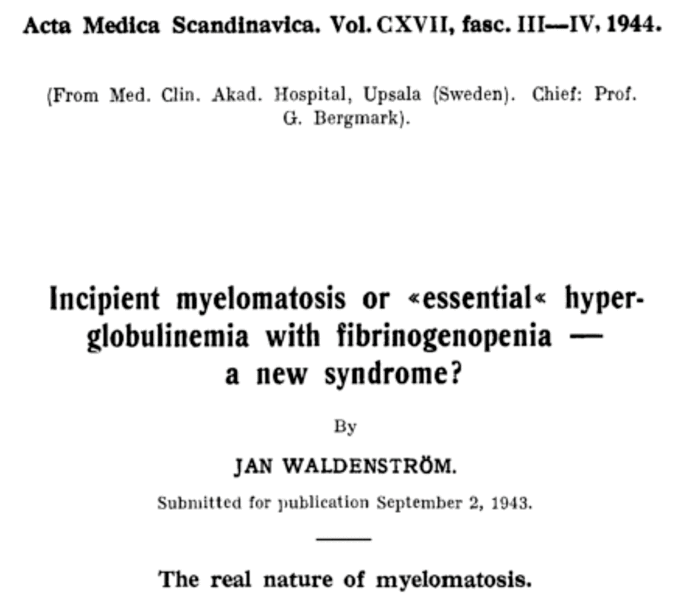 Acta Medica Scandinavica. Vol. CXVII, fasc. III—IV, 1944.
(From Med. Clin. Akad. Hospital, Upsala (Sweden). Chief: Prof.
G. Bergmark).
Incipient myelomatosis or «essential« hyper-
globulinemia with fibrinogenopenia —
a new syndrome?
By
JAN WALDENSTRÖM.
Submitted for publication September 2, 1943.
The real nature of myelomatosis.